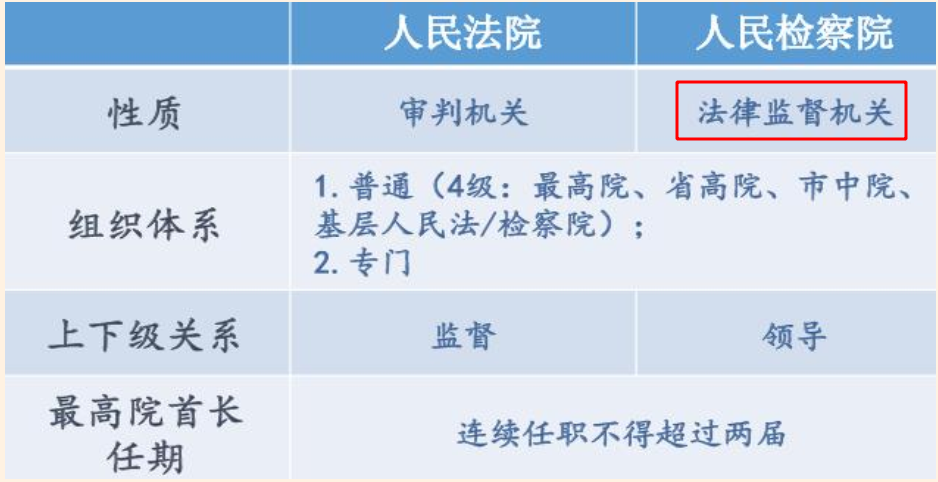 人民法院 人民检察院
性质 审判机关 法律监督机关
组织体系
1.普通（4级：最高院、省高院、市中院、
基层人民法/检察院）；
2.专门
上下级关系 监督 领导
最高院首长
任期
连续任职不得超过两届